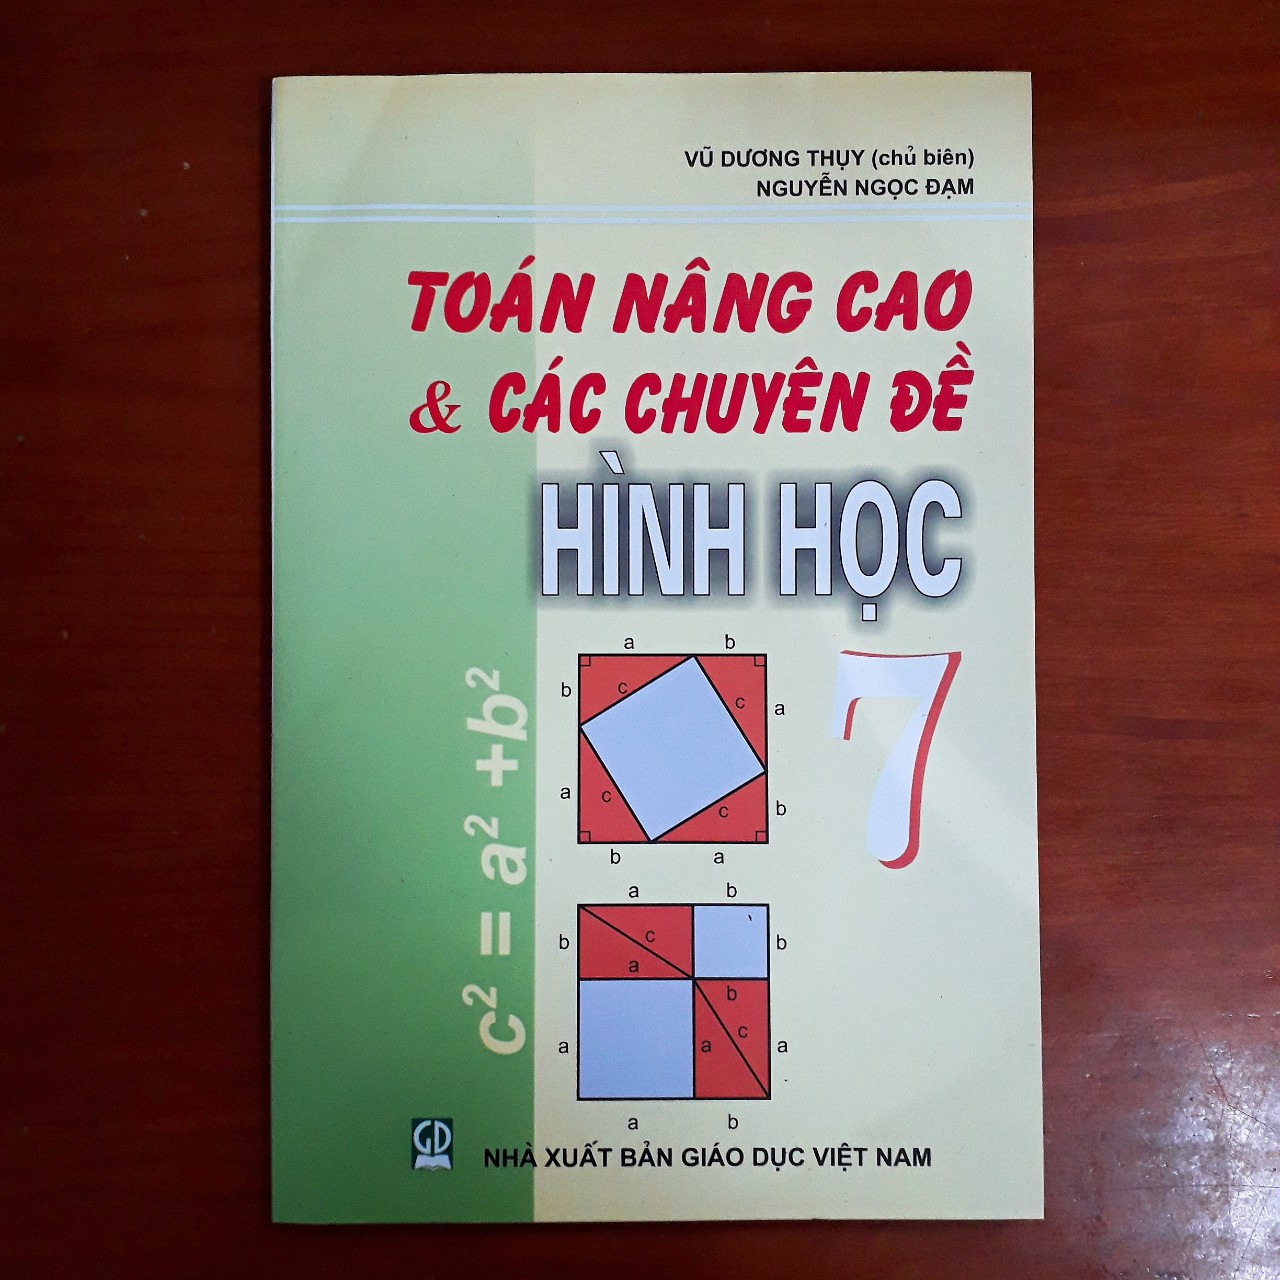 VŨ DƯƠNG THỤY (chủ biên)
NGUYỄN NGỌC ĐẠM
TOÁN NÂNG CAO
& CÁC CHUYÊN ĐỀ
HÌNH HỌC
7
c² = a² +b²
a b
b c c a
a c c b
b a
a b
b c b
a
b
a a c a
a b
GD
NHÀ XUẤT BẢN GIÁO DỤC VIỆT NAM